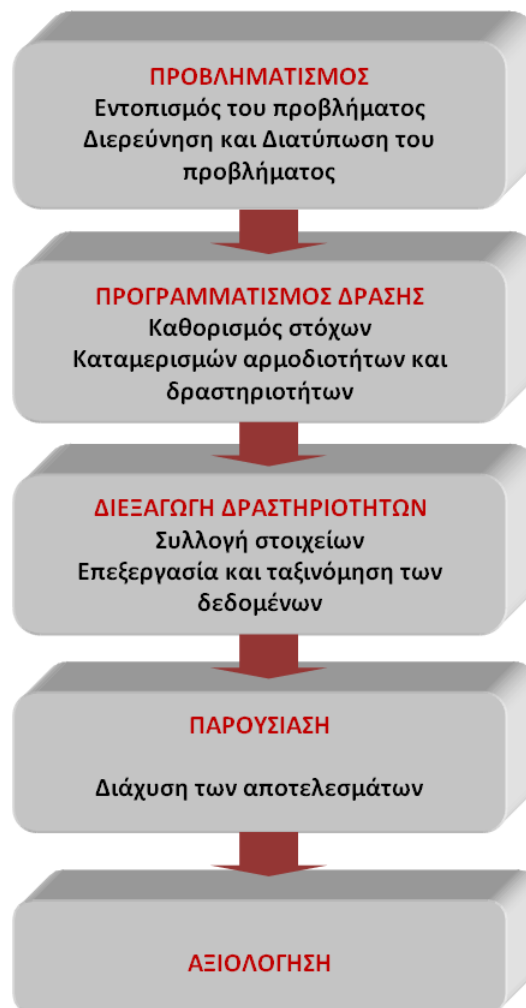 ΠΡΟΒΛΗΜΑΤΙΣΜΟΣ
Εντοπισμός του προβλήματος
Διερεύνηση και Διατύπωση του
προβλήματος
ΠΡΟΓΡΑΜΜΑΤΙΣΜΟΣ ΔΡΑΣΗΣ
Καθορισμός στόχων
Καταμερισμών αρμοδιοτήτων και
δραστηριοτήτων
ΔΙΕΞΑΓΩΓΗ ΔΡΑΣΤΗΡΙΟΤΗΤΩΝ
Συλλογή στοιχείων
Επεξεργασία και ταξινόμηση των
δεδομένων
ΠΑΡΟΥΣΙΑΣΗ
Διάχυση των αποτελεσμάτων
ΑΞΙΟΛΟΓΗΣΗ